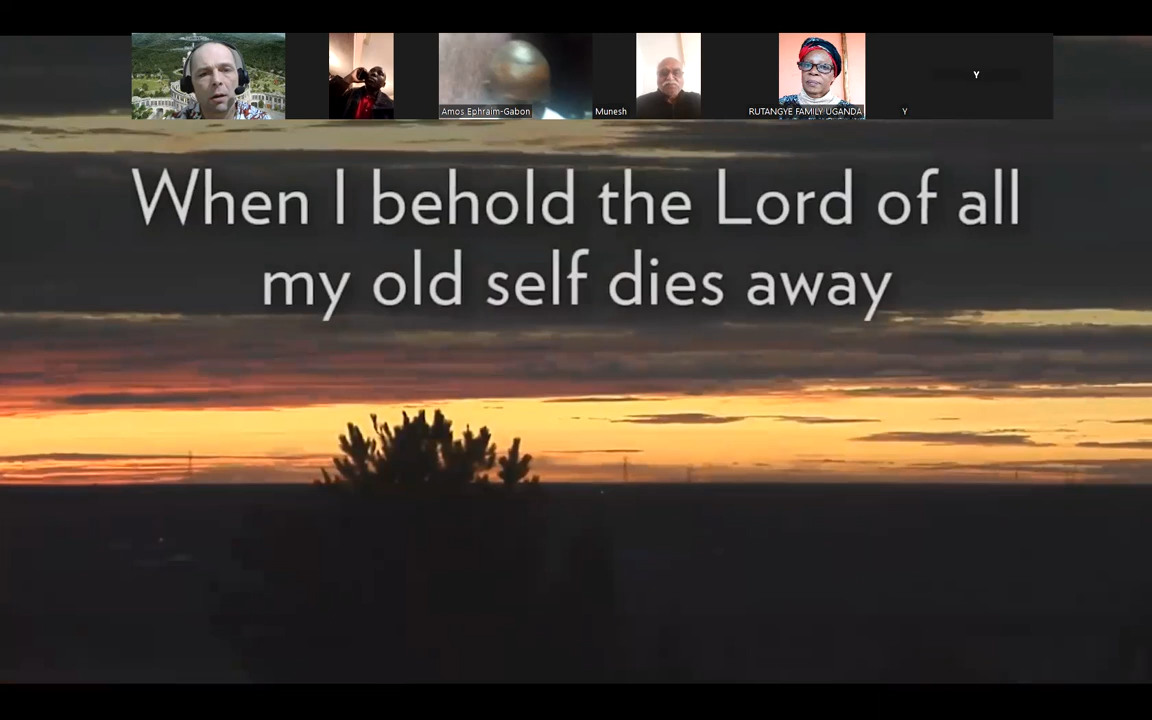 Amos Ephraim-Gabon
Munesh
RUTANGYE FAMILY UGANDA
Y
Y
When I behold the Lord of all
my old self dies away